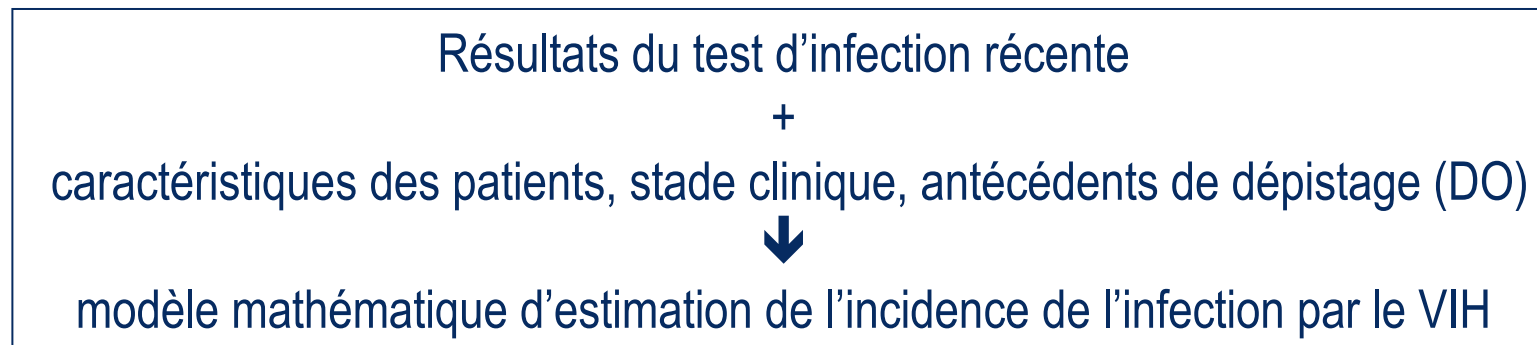 Résultats du test d’infection récente
+
caractéristiques des patients, stade clinique, antécédents de dépistage (DO)
🡻
modèle mathématique d’estimation de l’incidence de l’infection par le VIH